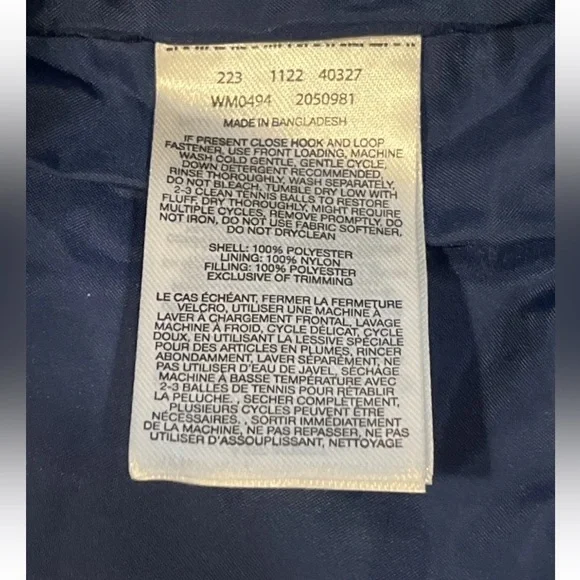 223 1122 40327
WM0494 2050981
MADE IN BANGLADESH
IF PRESENT CLOSE HOOK AND LOOP
FASTENER, USE FRONT LOADING, MACHINE
WASH COLD GENTLE, GENTLE CYCLE,
DOWN DETERGENT RECOMMENDED,
RINSE THOROUGHLY, WASH SEPARATELY,
DO NOT BLEACH, TUMBLE DRY LOW WITH
2-3 CLEAN TENNIS BALLS TO RESTORE
FLUFF, DRY THOROUGHLY, MIGHT REQUIRE
MULTIPLE CYCLES, REMOVE PROMPTLY, DO
NOT IRON, DO NOT USE FABRIC SOFTENER,
DO NOT DRYCLEAN
SHELL: 100% POLYESTER
LINING: 100% NYLON
FILLING: 100% POLYESTER
EXCLUSIVE OF TRIMMING
LE CAS ÉCHÉANT, FERMER LA FERMETURE
VELCRO, UTILISER UNE MACHINE À
LAVER À CHARGEMENT FRONTAL, LAVAGE
MACHINE À FROID, CYCLE DÉLICAT, CYCLE
DOUX, EN UTILISANT LA LESSIVE SPÉCIALE
POUR DES ARTICLES EN PLUMES, RINCER
ABONDAMMENT, LAVER SÉPARÉMENT, NE
PAS UTILISER D'EAU DE JAVEL, SÉCHAGE
MACHINE À BASSE TEMPÉRATURE AVEC
2-3 BALLES DE TENNIS POUR RÉTABLIR
LA PELUCHE, , SECHER COMPLÈTEMENT,
PLUSIEURS CYCLES PEUVENT ÊTRE
NÉCESSAIRES, , SORTIR IMMÉDIATEMENT
DE LA MACHINE, NE PAS REPASSER, NE PAS
UTILISER D'ASSOUPLISSANT, NETTOYAGE